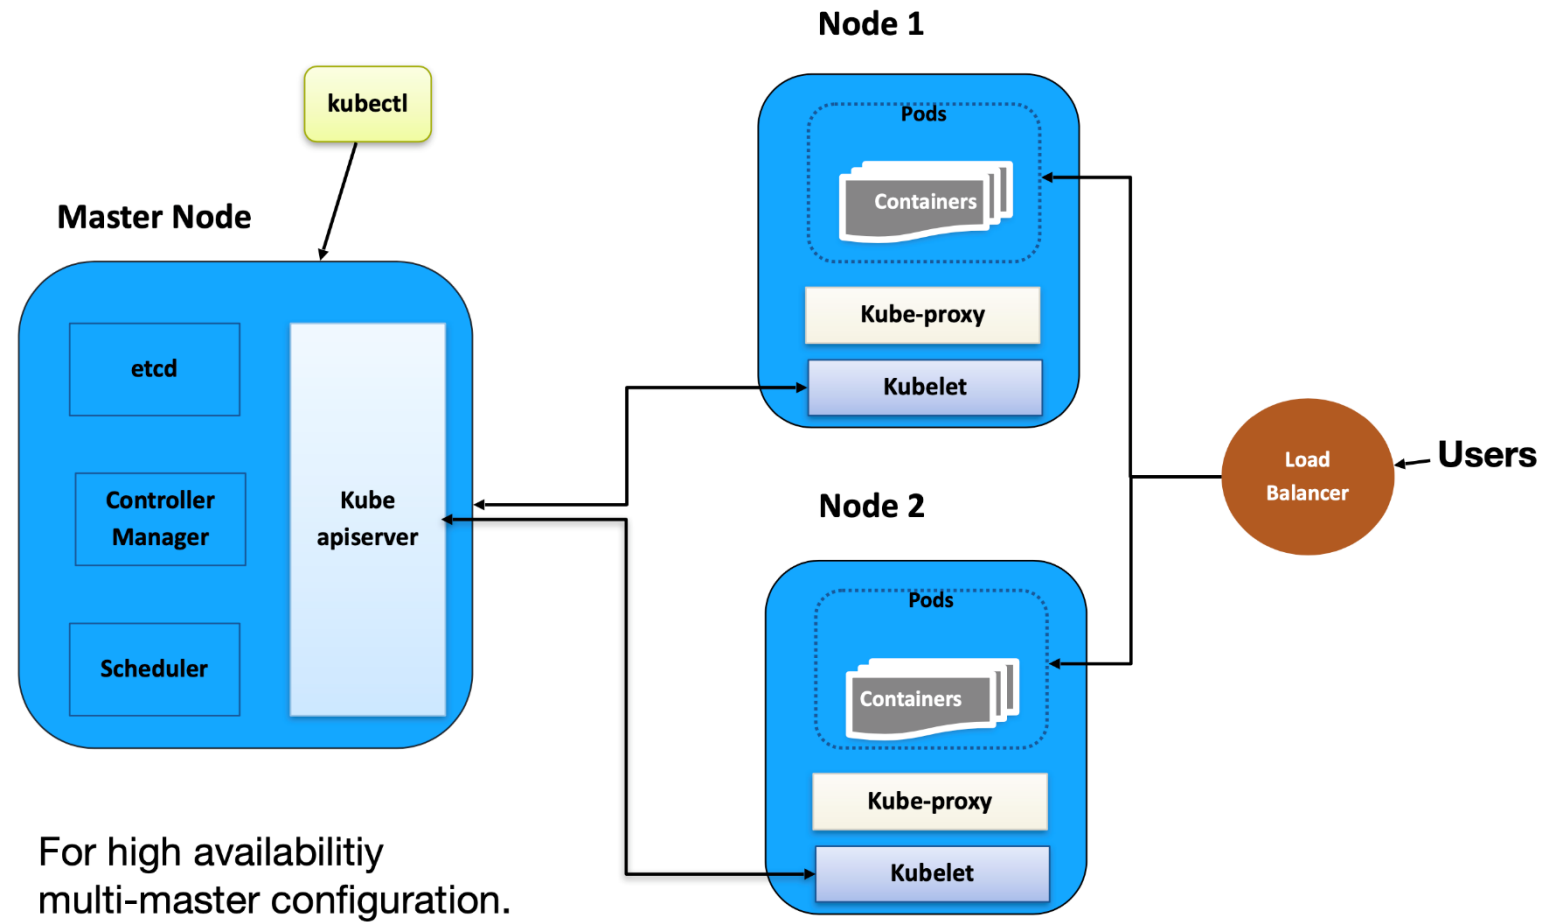 Node 1
kubectl
Pods
Containers
Master Node
Kube-proxy
etcd
Kubelet
Users
Load
Balancer
Controller
Manager
Kube
apiserver
Node 2
Pods
Scheduler
Containers
Kube-proxy
For high availabilitiy
multi-master configuration.
Kubelet